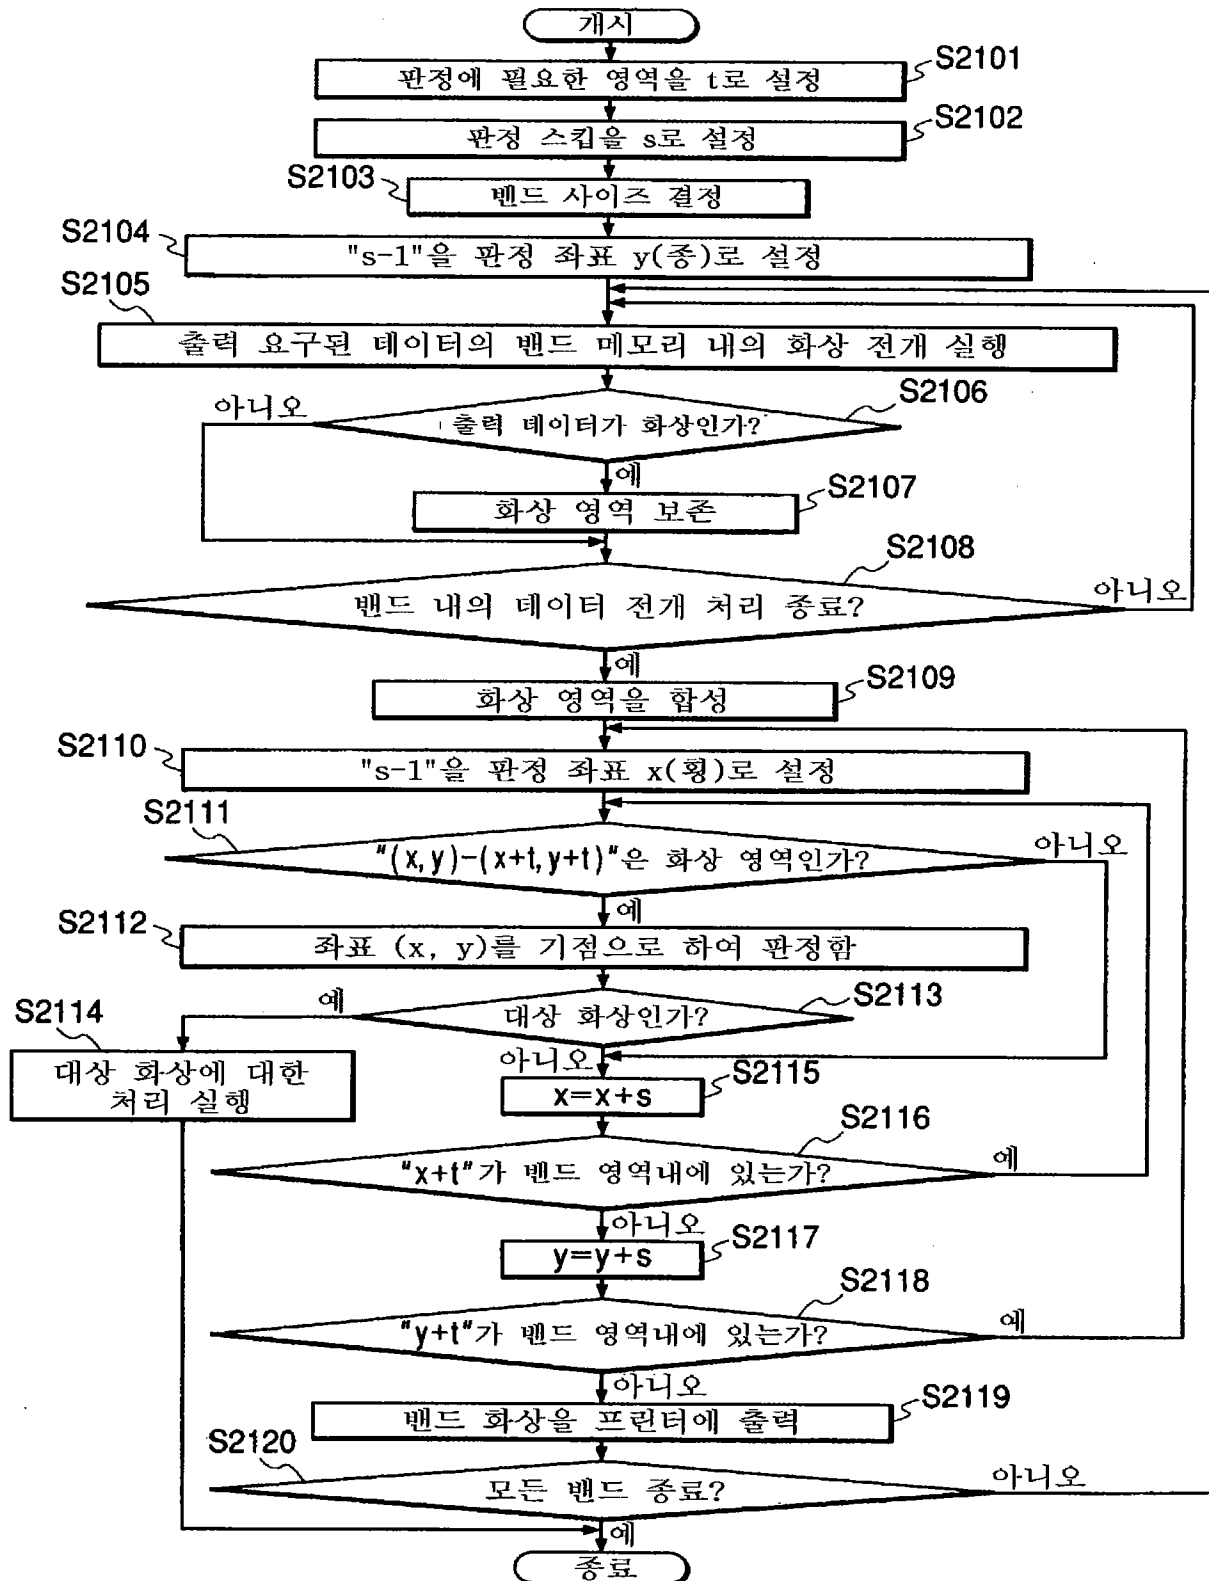 개시
S2101
판정에 필요한 영역을 t로 설정
S2102
판정 스킵을 s로 설정
S2103
밴드 사이즈 결정
S2104
"s-1"을 판정 좌표 y(종)로 설정
S2105
출력 요구된 데이터의 밴드 메모리 내의 화상 전개 실행
S2106
아니오
출력 데이터가 화상인가?
예
S2107
화상 영역 보존
S2108
밴드 내의 데이터 전개 처리 종료?
아니오
예
S2109
화상 영역을 합성
S2110
"s-1"을 판정 좌표 x(횡)로 설정
S2111
"(x,y)-(x+t,y+t)"은 화상 영역인가?
아니오
예
S2112
좌표 (x, y)를 기점으로 하여 판정함
S2113
예
대상 화상인가?
S2114
대상 화상에 대한
처리 실행
아니오
S2115
x=x+s
S2116
"x+t"가 밴드 영역내에 있는가?
예
아니오
S2117
y=y+s
S2118
"y+t"가 밴드 영역내에 있는가?
예
아니오
S2119
밴드 화상을 프린터에 출력
S2120
모든 밴드 종료?
아니오
예
종료